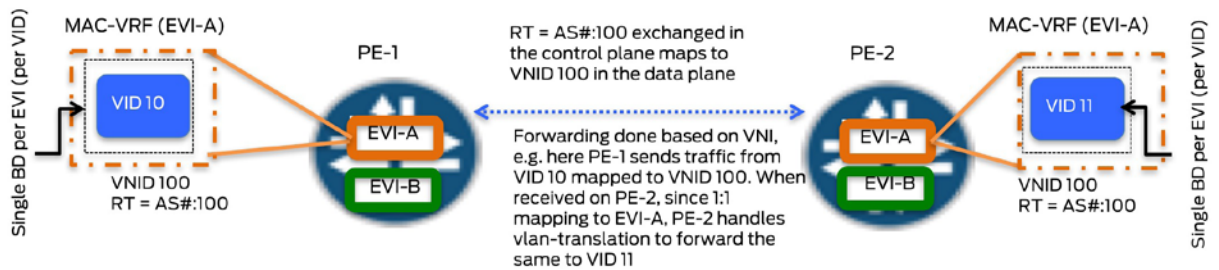 Single BD per EVI (per VID)
MAC-VRF (EVI-A)
VID 10
VNID 100
RT = AS#:100
PE-1
EVI-A
EVI-B
RT = AS#:100 exchanged in
the control plane maps to
VNID 100 in the data plane
Forwarding done based on VNI,
e.g. here PE-1 sends traffic from
VID 10 mapped to VNID 100. When
received on PE-2, since 1:1
mapping to EVI-A, PE-2 handles
vlan-translation to forward the
same to VID 11
PE-2
EVI-A
EVI-B
MAC-VRF (EVI-A)
VID 11
VNID 100
RT = AS#:100
Single BD per EVI (per VID)